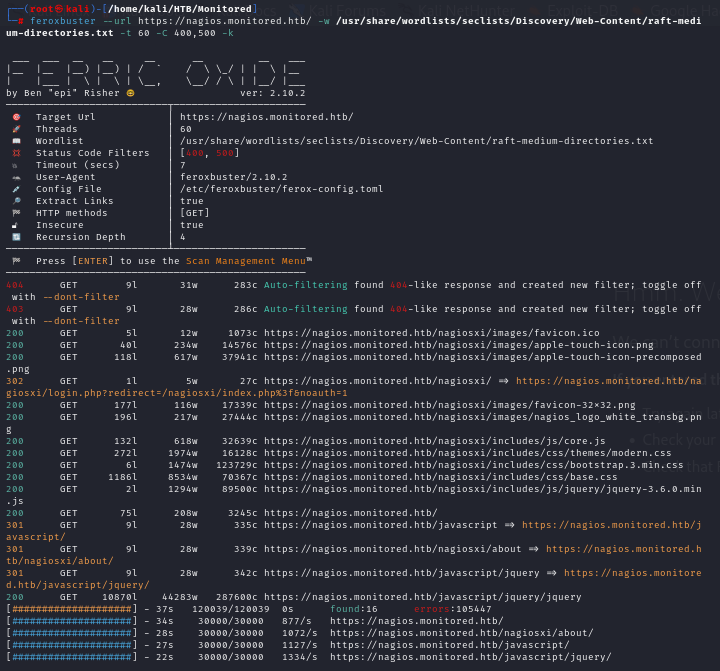 ┌──(root㉿kali)-[/home/kali/HTB/Monitored]
└─# feroxbuster --url https://nagios.monitored.htb/ -w /usr/share/wordlists/seclists/Discovery/Web-Content/raft-medi
um-directories.txt -t 60 -C 400,500 -k
FERROXBUSTER
by Ben "epi" Risher 🤓 ver: 2.10.2
🎯 Target Url │ https://nagios.monitored.htb/
🚀 Threads │ 60
📖 Wordlist │ /usr/share/wordlists/seclists/Discovery/Web-Content/raft-medium-directories.txt
💢 Status Code Filters │ [400, 500]
💥 Timeout (secs) │ 7
🦡 User-Agent │ feroxbuster/2.10.2
💉 Config File │ /etc/feroxbuster/ferox-config.toml
🔎 Extract Links │ true
🏁 HTTP methods │ [GET]
🔓 Insecure │ true
🔃 Recursion Depth │ 4
🏁 Press [ENTER] to use the Scan Management Menu™
404 GET 9l 31w 283c Auto-filtering found 404-like response and created new filter; toggle off
with --dont-filter
403 GET 9l 28w 286c Auto-filtering found 404-like response and created new filter; toggle off
with --dont-filter
200 GET 5l 12w 1073c https://nagios.monitored.htb/nagiosxi/images/favicon.ico
200 GET 40l 234w 14576c https://nagios.monitored.htb/nagiosxi/images/apple-touch-icon.png
200 GET 118l 617w 37941c https://nagios.monitored.htb/nagiosxi/images/apple-touch-icon-precomposed
.png
302 GET 1l 5w 27c https://nagios.monitored.htb/nagiosxi/ => https://nagios.monitored.htb/na
giosxi/login.php?redirect=/nagiosxi/index.php%3f&noauth=1
200 GET 177l 116w 17339c https://nagios.monitored.htb/nagiosxi/images/favicon-32×32.png
200 GET 196l 217w 27444c https://nagios.monitored.htb/nagiosxi/images/nagios_logo_white_transbg.pn
g
200 GET 132l 618w 32639c https://nagios.monitored.htb/nagiosxi/includes/js/core.js
200 GET 272l 1974w 16128c https://nagios.monitored.htb/nagiosxi/includes/css/themes/modern.css
200 GET 6l 1474w 123729c https://nagios.monitored.htb/nagiosxi/includes/css/bootstrap.3.min.css
200 GET 1186l 8534w 70367c https://nagios.monitored.htb/nagiosxi/includes/css/base.css
200 GET 2l 1294w 89500c https://nagios.monitored.htb/nagiosxi/includes/js/jquery/jquery-3.6.0.min
.js
200 GET 75l 208w 3245c https://nagios.monitored.htb/
301 GET 9l 28w 335c https://nagios.monitored.htb/javascript => https://nagios.monitored.htb/j
avascript/
301 GET 9l 28w 339c https://nagios.monitored.htb/nagiosxi/about => https://nagios.monitored.h
tb/nagiosxi/about/
301 GET 9l 28w 342c https://nagios.monitored.htb/javascript/jquery => https://nagios.monitore
d.htb/javascript/jquery/
200 GET 10870l 44283w 287600c https://nagios.monitored.htb/javascript/jquery/jquery
[####################] - 37s 120039/120039 0s found:16 errors:105447
[####################] - 34s 30000/30000 877/s https://nagios.monitored.htb/
[####################] - 28s 30000/30000 1072/s https://nagios.monitored.htb/nagiosxi/about/
[####################] - 27s 30000/30000 1127/s https://nagios.monitored.htb/javascript/
[####################] - 22s 30000/30000 1334/s https://nagios.monitored.htb/javascript/jquery/